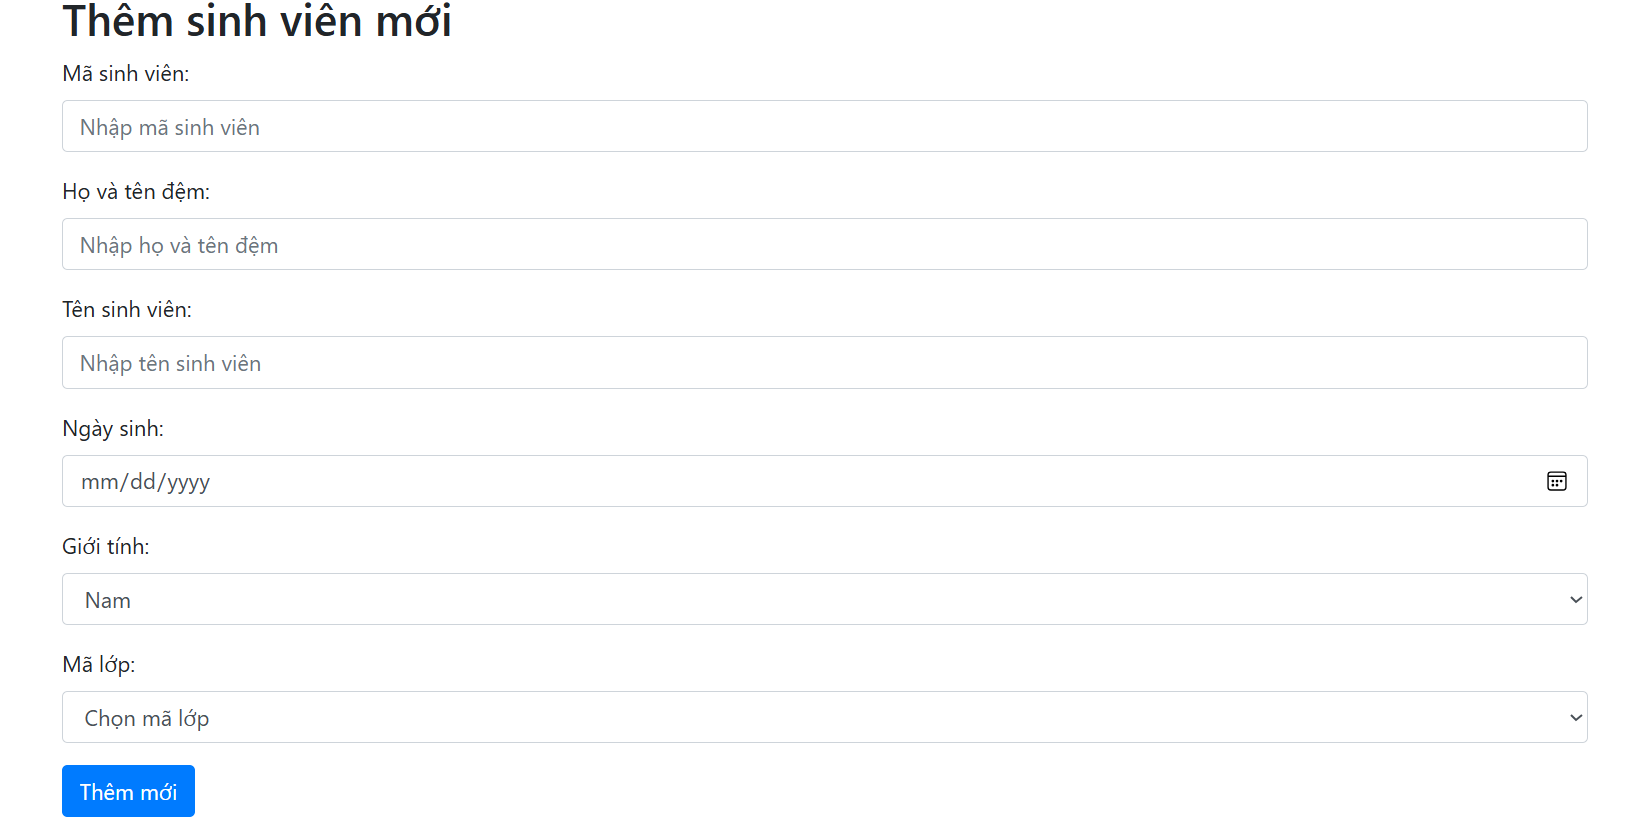 Thêm sinh viên mới
Mã sinh viên:
Nhập mã sinh viên
Họ và tên đệm:
Nhập họ và tên đệm
Tên sinh viên:
Nhập tên sinh viên
Ngày sinh:
mm/dd/yyyy
Giới tính:
Nam
Mã lớp:
Chọn mã lớp
Thêm mới